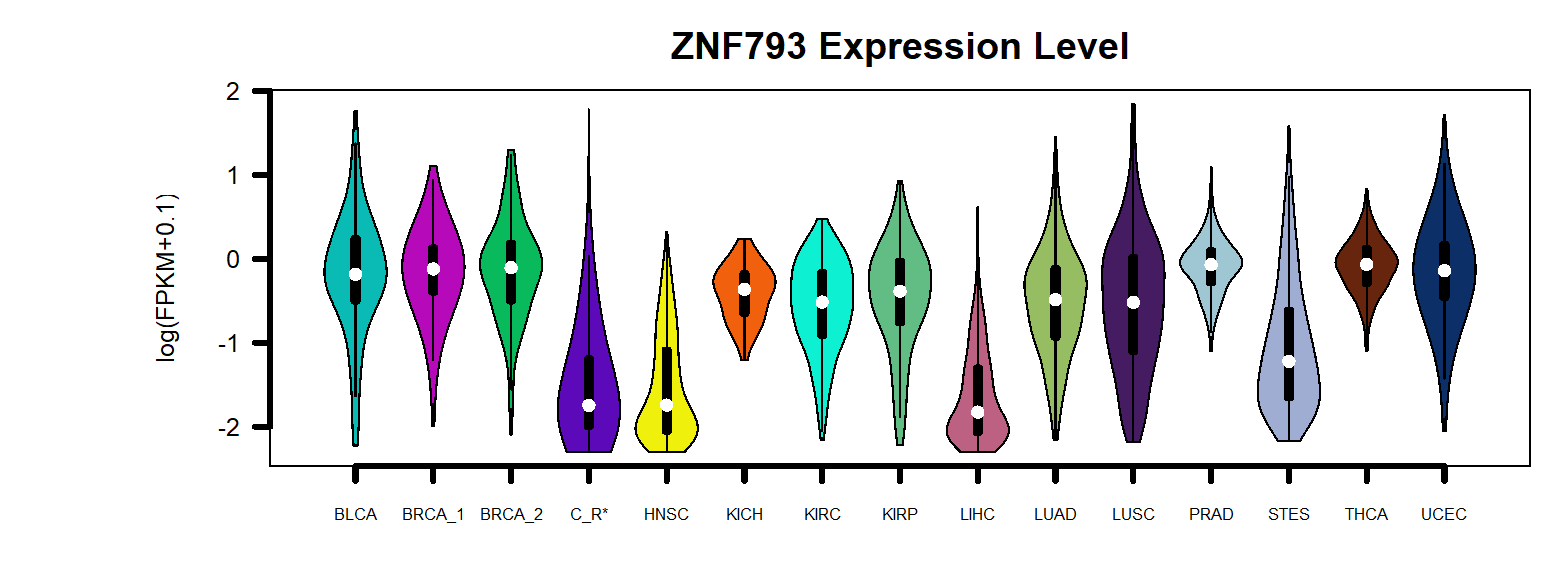 ZNF793 Expression Level
log(FPKM+0.1)
2
1
0
-1
-2
BLCA BRCA_1 BRCA_2 C_R* HNSC KICH KIRC KIRP LIHC LUAD LUSC PRAD STES THCA UCEC